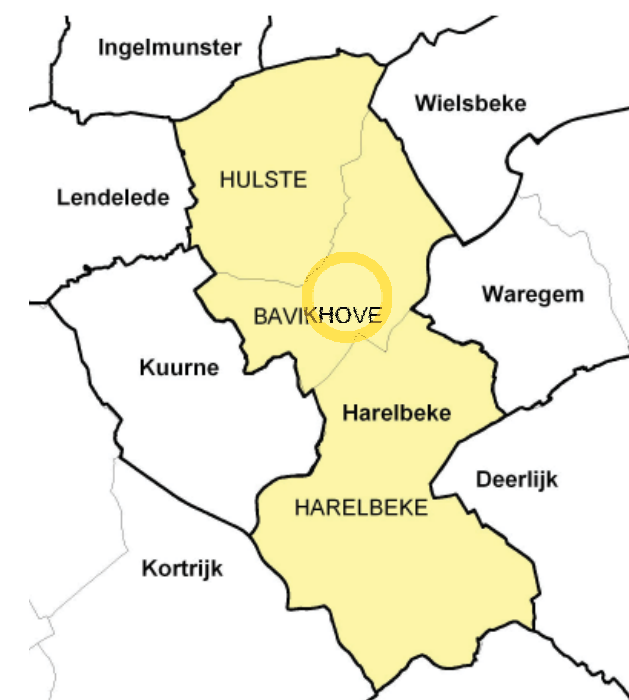 Ingelmunster
Wielsbeke
HULSTE
Lendelede
Waregem
BAVIKHOVE
Kuurne
Harelbeke
Deerlijk
HARELBEKE
Kortrijk